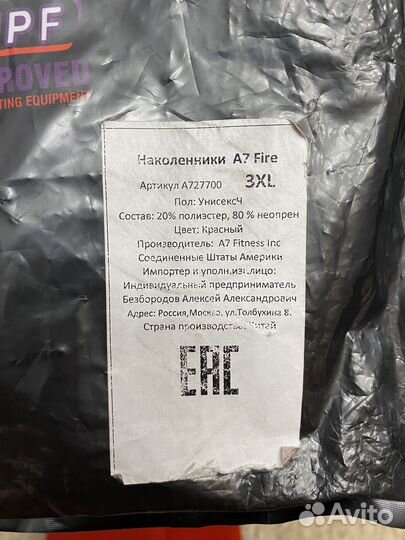 IPF
ROVED
TING EQUIPMENT
Наколенники A7 Fire
Артикул A727700 3XL
Пол: УнисексЧ
Состав: 20% полиэстер, 80 % неопрен
Цвет: Красный
Производитель: A7 Fitness Inc
Соединенные Штаты Америки
Импортер и уполн.изг.лицо:
Индивидуальный предприниматель
Безбородов Алексей Александрович
Адрес: Россия,Москва, ул.Толбухина 8.
Страна производства: Китай
EAC
Avito